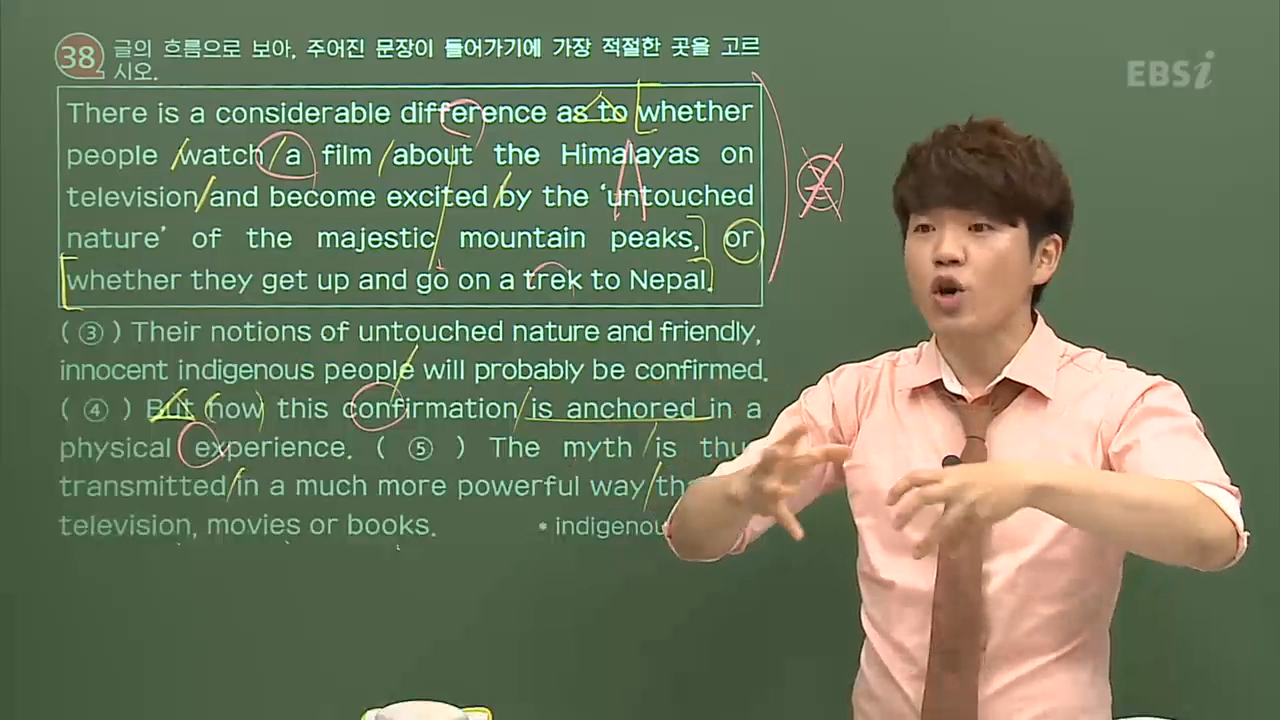 38 글의 흐름으로 보아, 주어진 문장이 들어가기에 가장 적절한 곳을 고르
시오.
EBSi
There is a considerable difference as to whether
people watch a film about the Himalayas on
television and become excited by the ‘untouched
nature’ of the majestic mountain peaks, or
whether they get up and go on a trek to Nepal.
( ③ ) Their notions of untouched nature and friendly,
innocent indigenous people will probably be confirmed.
( ④ ) But now this confirmation is anchored in a
physical experience. ( ⑤ ) The myth is thu
transmitted in a much more powerful way tha
television, movies or books.
* indigenou